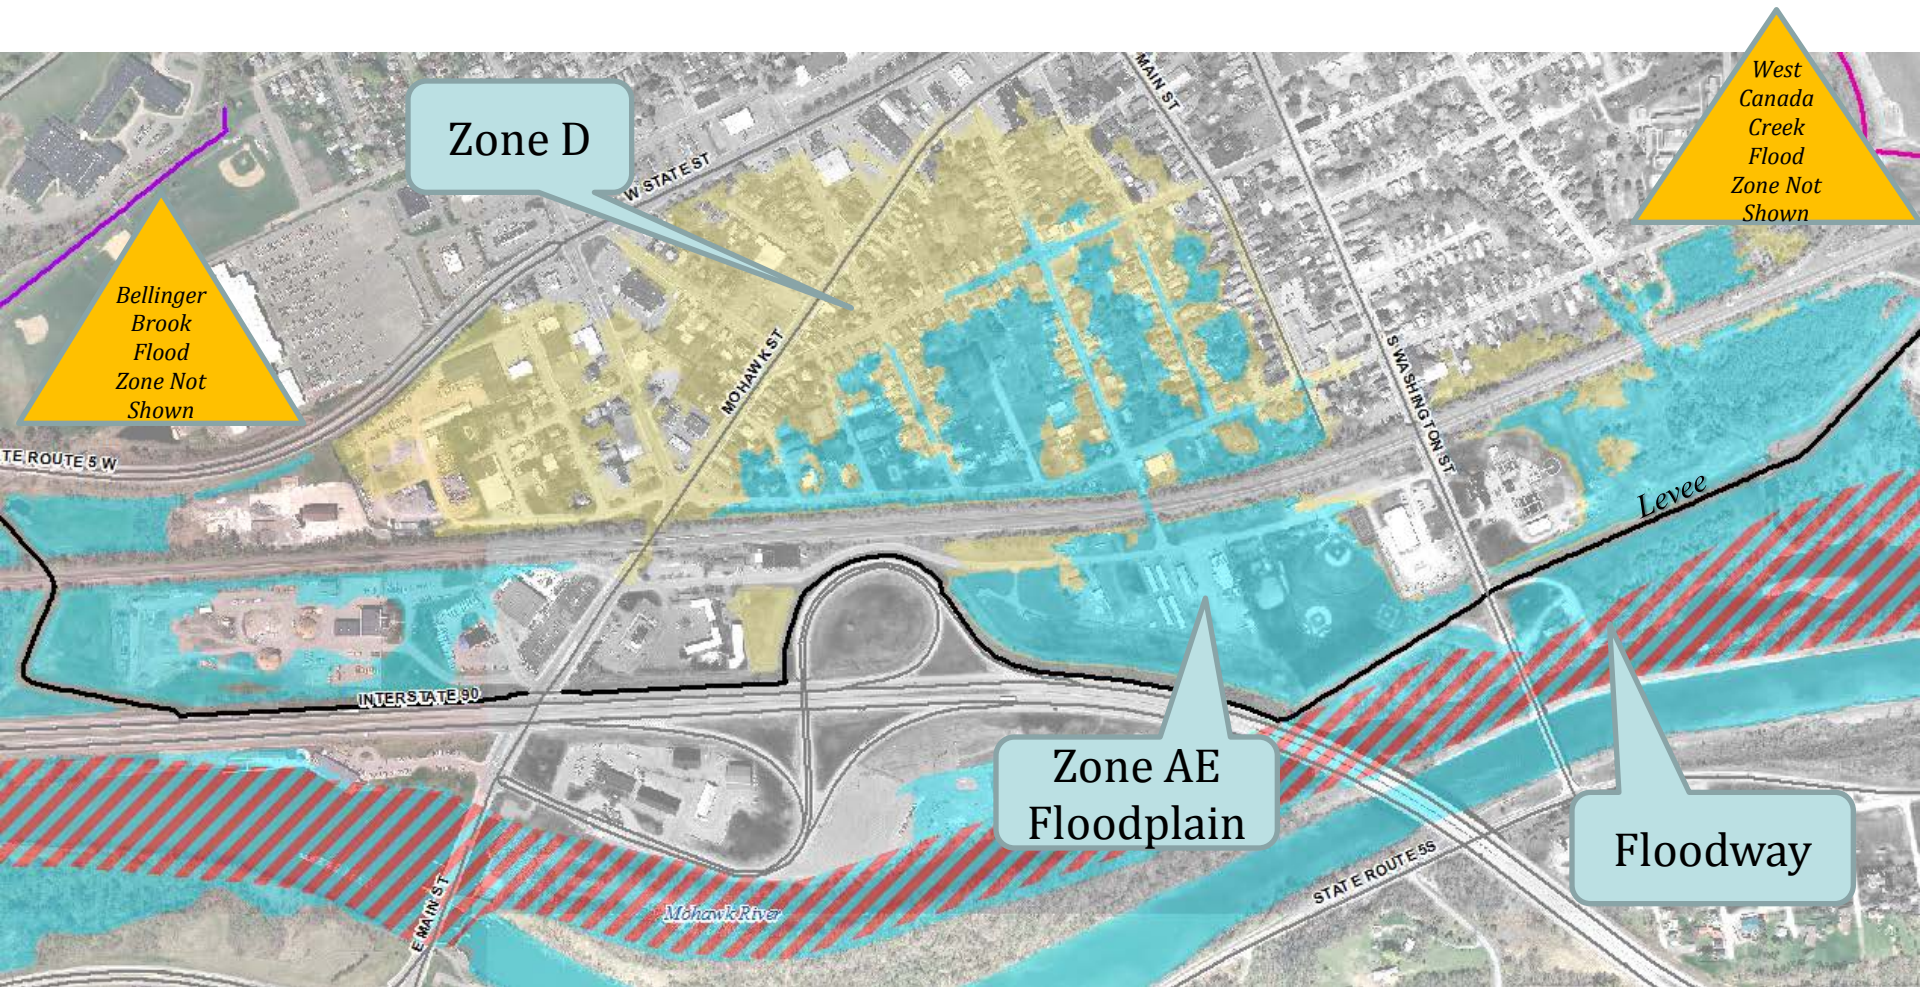 West
Canada
Creek
Flood
Zone Not
Shown
MAIN ST
Zone D
W STATE ST
Bellinger
Brook
Flood
Zone Not
Shown
MOHAWK ST
S WASHINGTON ST
TE ROUTE 5 W
Levee
INTERSTATE 90
Zone AE
Floodplain
Floodway
STATE ROUTE 5S
E MAIN ST
Mohawk River